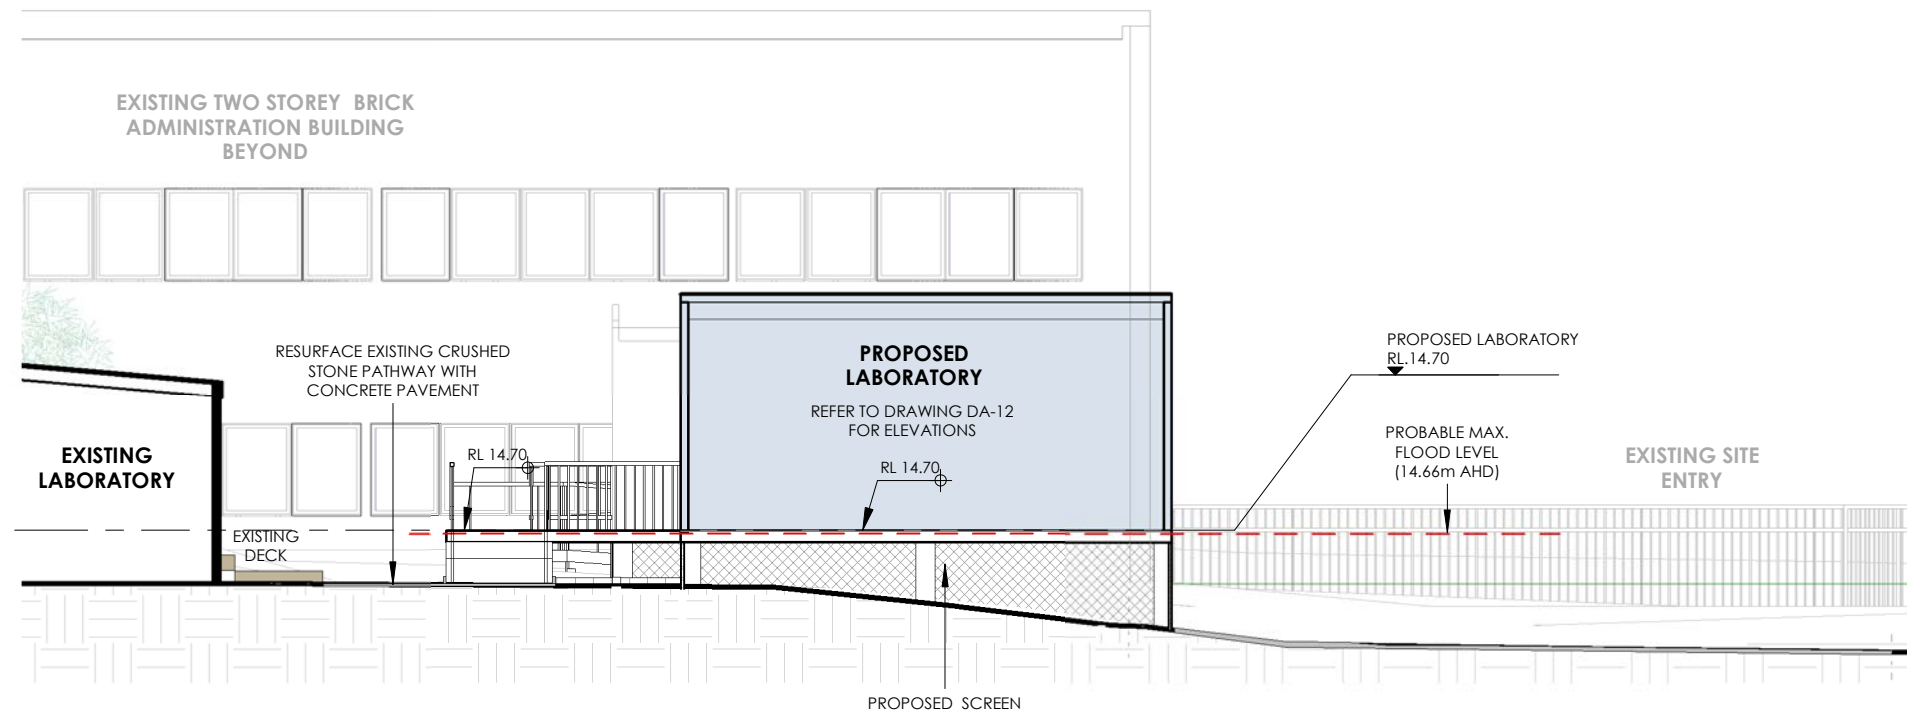 EXISTING TWO STOREY BRICK
ADMINISTRATION BUILDING
BEYOND
RESURFACE EXISTING CRUSHED
STONE PATHWAY WITH
CONCRETE PAVEMENT
PROPOSED
LABORATORY
REFER TO DRAWING DA-12
FOR ELEVATIONS
PROPOSED LABORATORY
RL.14.70
EXISTING
LABORATORY
RL 14.70
RL 14.70
PROBABLE MAX.
FLOOD LEVEL
(14.66m AHD)
EXISTING SITE
ENTRY
EXISTING
DECK
PROPOSED SCREEN